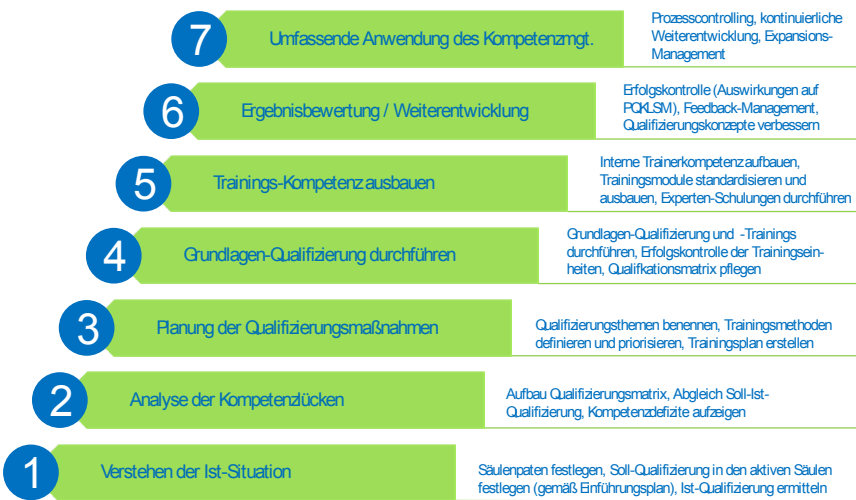 7
Umfassende Anwendung des Kompetenzmgt.
Prozesscontrolling, kontinuierliche
Weiterentwicklung, Expansions-
Management
6
Ergebnisbewertung / Weiterentwicklung
Erfolgskontrolle (Auswirkungen auf
PQKLSM), Feedback-Management,
Qualifizierungskonzepte verbessern
5
Trainings-Kompetenz ausbauen
Interne Trainerkompetenz aufbauen,
Trainingsmodule standardisieren und
ausbauen, Experten-Schulungen durchführen
4
Grundlagen-Qualifizierung durchführen
Grundlagen-Qualifizierung und -Trainings
durchführen, Erfolgskontrolle der Trainingsein-
heiten, Qualifkationsmatrix pflegen
3
Planung der Qualifizierungsmaßnahmen
Qualifizierungsthemen benennen, Trainingsmethoden
definieren und priorisieren, Trainingsplan erstellen
2
Analyse der Kompetenzlücken
Aufbau Qualifizierungsmatrix, Abgleich Soll-Ist-
Qualifizierung, Kompetenzdefizite aufzeigen
1
Verstehen der Ist-Situation
Säulenpaten festlegen, Soll-Qualifizierung in den aktiven Säulen
festlegen (gemäß Einführungsplan), Ist-Qualifizierung ermitteln